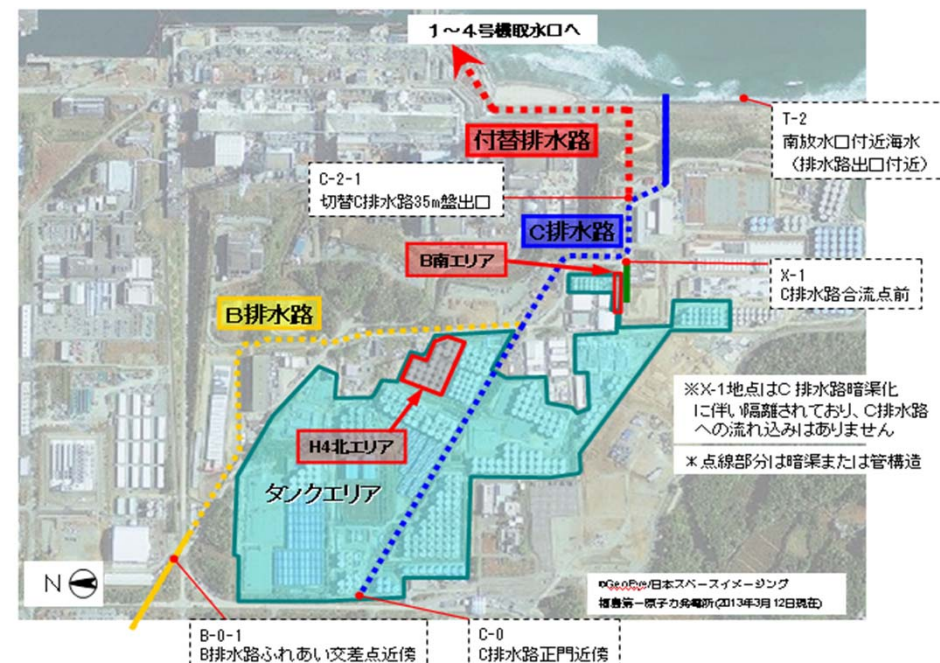 1～4号機取水口へ
付替排水路
T-2
南放水口付近海水
(排水路出口付近)
C-2-1
切替C排水路35m盤出口
C排水路
B南エリア
X-1
C排水路合流点前
B排水路
H4北エリア
タンクエリア
※X-1地点はC排水路暗渠化
に伴い隔離されており、C排水路
への流れ込みはありません
＊点線部分は暗渠または管構造
N
©GeoEye/日本スペースイメージング
福島第一原子力発電所(2013年3月12日現在)
B-0-1
B排水路ふれあい交差点近傍
C-0
C排水路正門近傍